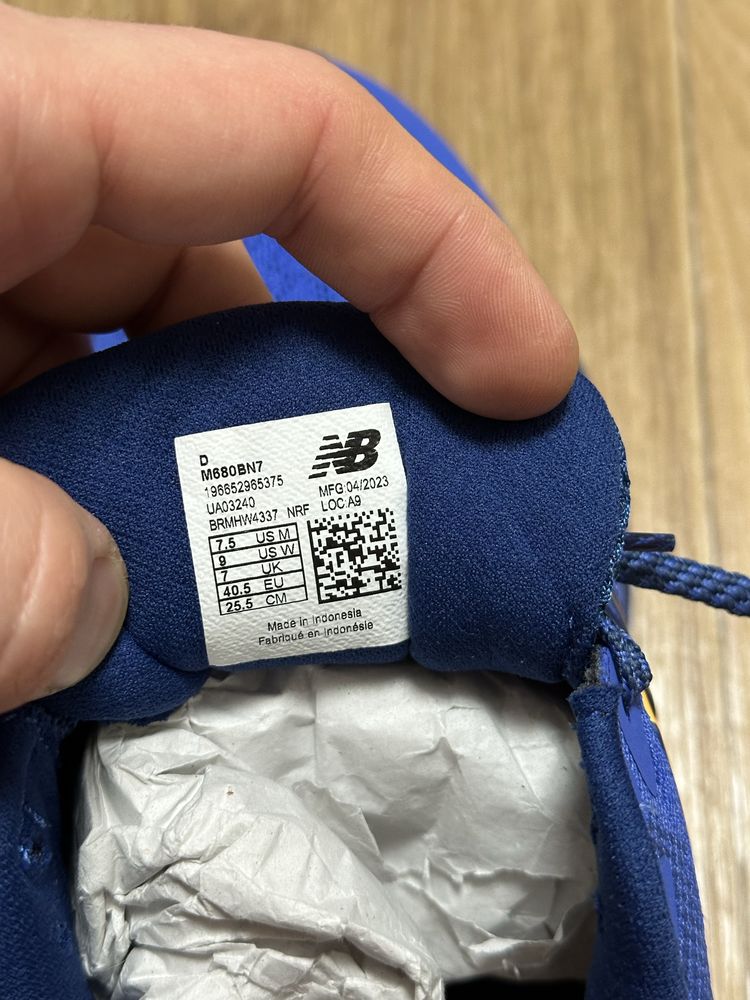 D
M680BN7
196652965375
UA03240
BRMHW4337 NRF
NB
MFG:04/2023
LOC:A9
7.5 US M
9 US W
7 UK
40.5 EU
25.5 CM
Made in Indonesia
Fabriqué en Indonésie